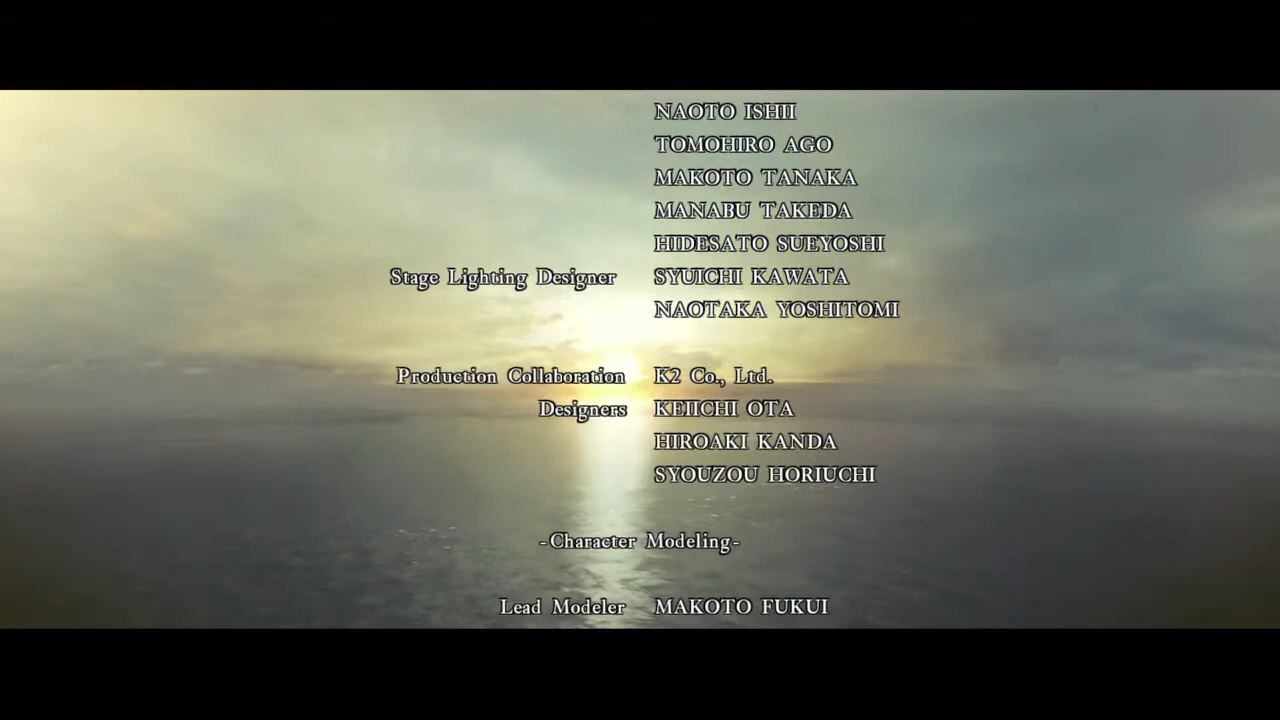 NAOTO ISHII
TOMOHIRO AGO
MAKOTO TANAKA
MANABU TAKEDA
HIDESATO SUEYOSHI
Stage Lighting Designer SYUICHI KAWATA
NAOTAKA YOSHITOMI
Production Collaboration K2 Co., Ltd.
Designers KEIICHI OTA
HIROAKI KANDA
SYOUZOU HORIUCHI
-Character Modeling-
Lead Modeler MAKOTO FUKUI